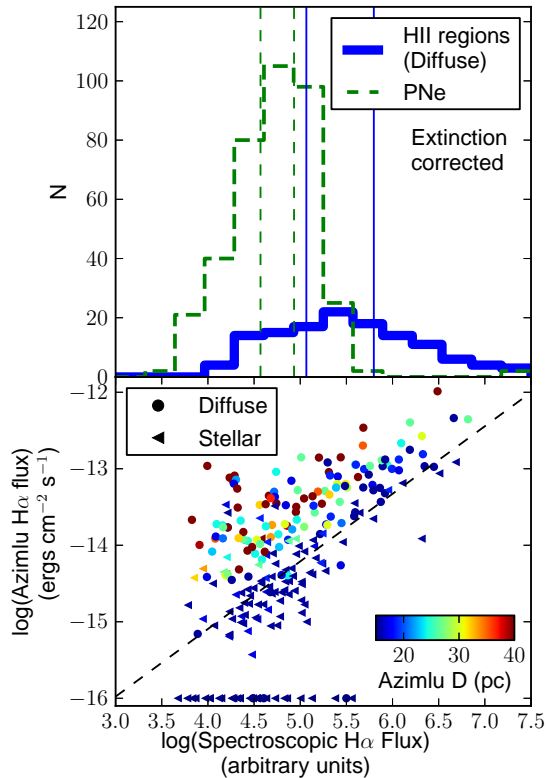 120
100
80
60
40
20
0
N
HII regions
(Diffuse)
PNe
Extinction
corrected
−12
−13
−14
−15
−16
log(Azimlu Hα flux)
(ergs cm−2 s−1)
Diffuse
Stellar
20 30 40
Azimlu D (pc)
3.0 3.5 4.0 4.5 5.0 5.5 6.0 6.5 7.0 7.5
log(Spectroscopic Hα Flux)
(arbitrary units)